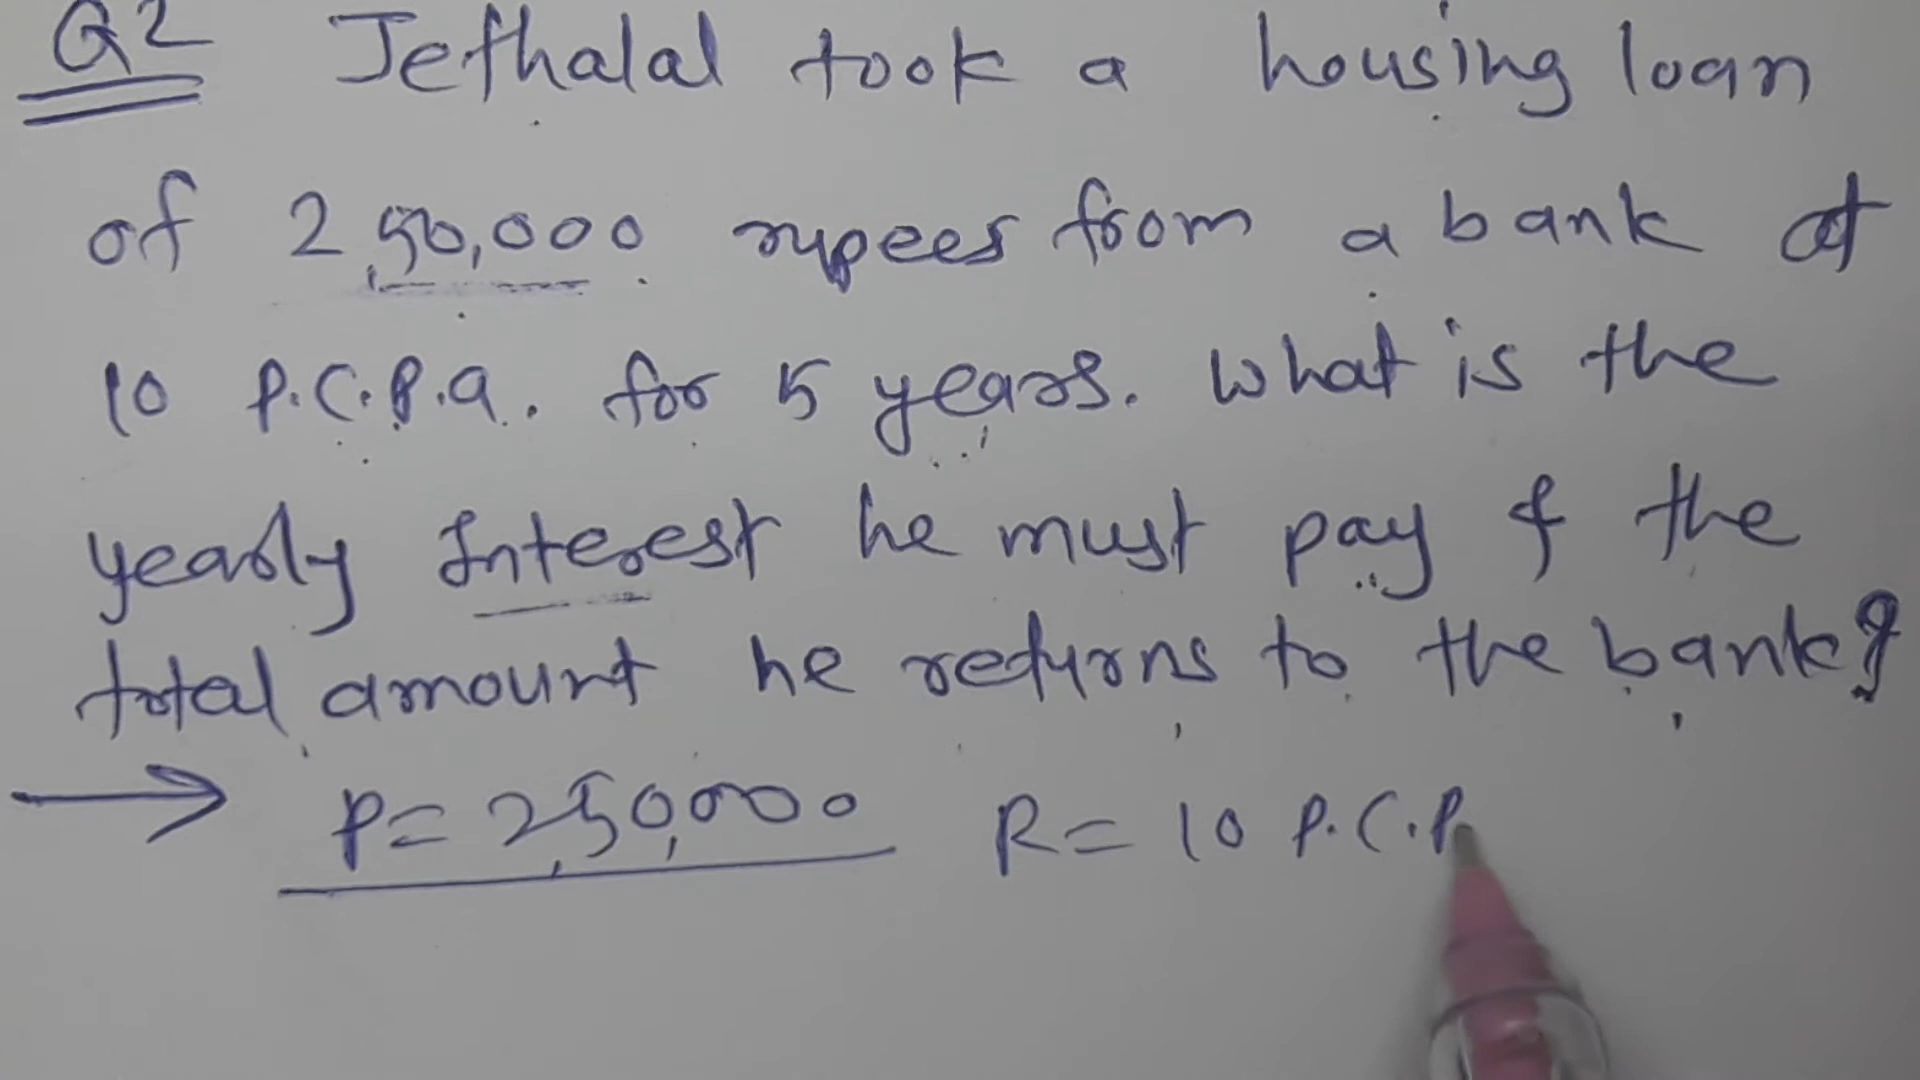 Q2 Jethalal took a housing loan
of 2,50,000 rupees from a bank at
10 P.C.P.a. for 5 years. What is the
yearly Interest he must pay & the
total amount he returns to the bank?
→ P= 2,50,000 R= 10 P.C.P